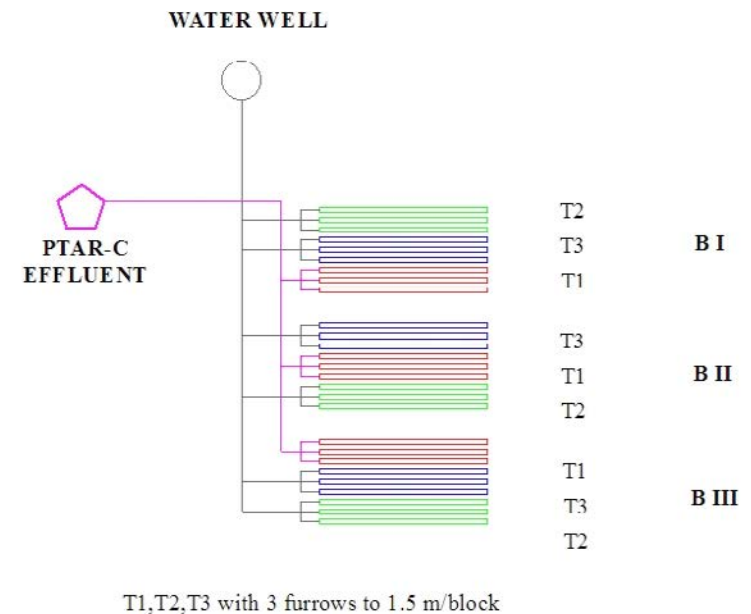 WATER WELL
PTAR-C
EFFLUENT
T2
T3
B I
T1
T3
T1
B II
T2
T1
T3
B III
T2
T1,T2,T3 with 3 furrows to 1.5 m/block